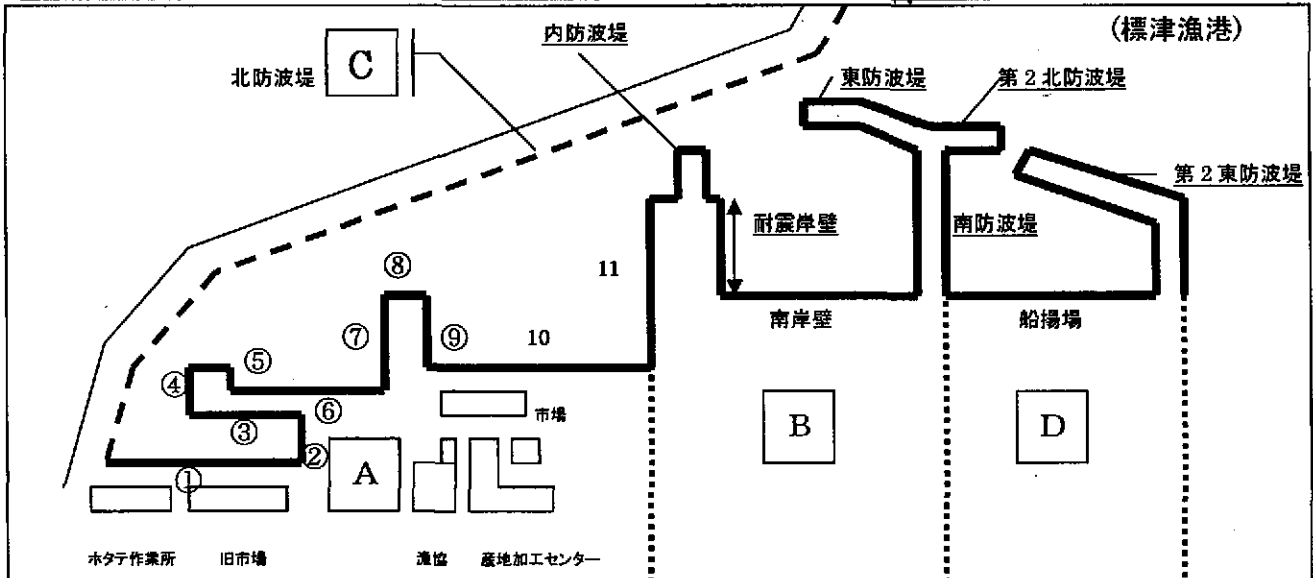 (標津漁港)
内防波堤
北防波堤
C
東防波堤
第2北防波堤
第2東防波堤
耐震岸壁
南防波堤
11
⑧
南岸壁
船揚場
⑦
⑨
10
⑤
④
⑥
市場
③
B
D
②
A
①
ホタテ作業所
旧市場
漁協
産地加工センター